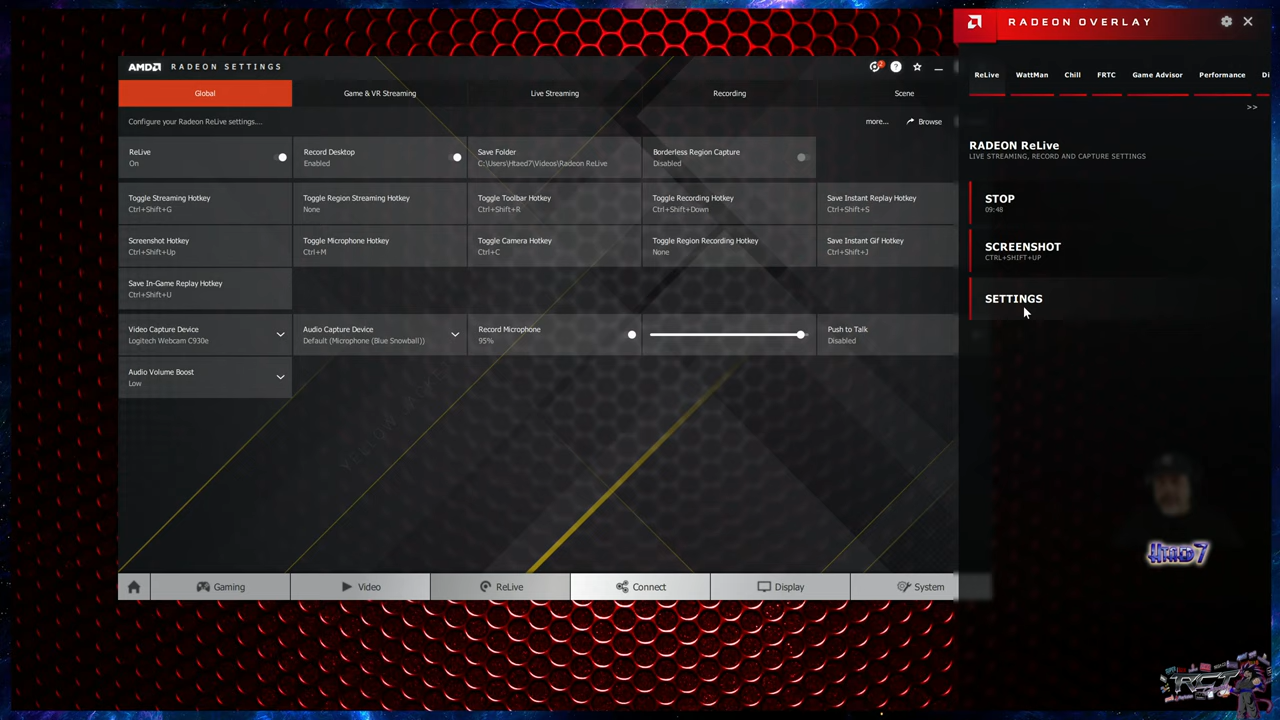 AMD RADEON SETTINGS
2
?
Global
Game & VR Streaming
Live Streaming
Recording
Scene
Configure your Radeon ReLive settings....
more...
Browse
ReLive
On
Record Desktop
Enabled
Save Folder
C:\Users\Htaed7\Videos\Radeon ReLive
Borderless Region Capture
Disabled
Toggle Streaming Hotkey
Ctrl+Shift+G
Toggle Region Streaming Hotkey
None
Toggle Toolbar Hotkey
Ctrl+Shift+R
Toggle Recording Hotkey
Ctrl+Shift+Down
Save Instant Replay Hotkey
Ctrl+Shift+S
Screenshot Hotkey
Ctrl+Shift+Up
Toggle Microphone Hotkey
Ctrl+M
Toggle Camera Hotkey
Ctrl+C
Toggle Region Recording Hotkey
None
Save Instant Gif Hotkey
Ctrl+Shift+J
Save In-Game Replay Hotkey
Ctrl+Shift+U
Video Capture Device
Logitech Webcam C930e
Audio Capture Device
Default (Microphone (Blue Snowball))
Record Microphone
95%
Push to Talk
Disabled
Audio Volume Boost
Low
YELLOW JACKET
Gaming
Video
ReLive
Connect
Display
System
RADEON OVERLAY
ReLive
WattMan
Chill
FRTC
Game Advisor
Performance
Di
>>
RADEON ReLive
LIVE STREAMING, RECORD AND CAPTURE SETTINGS
STOP
09:48
SCREENSHOT
CTRL+SHIFT+UP
SETTINGS
Htaed7